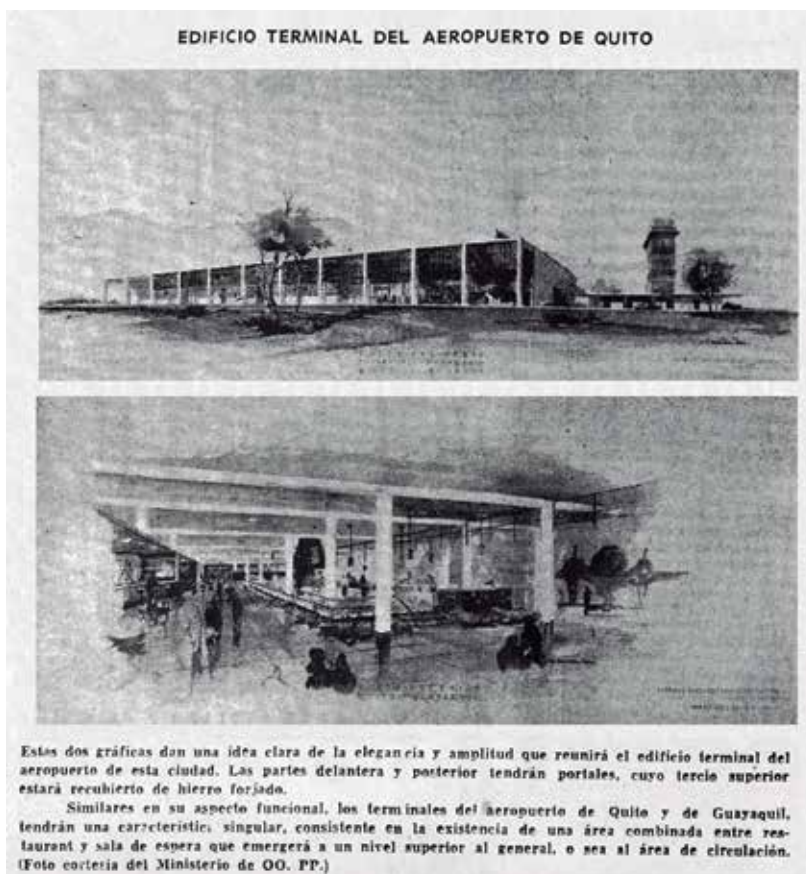 EDIFICIO TERMINAL DEL AEROPUERTO DE QUITO
Estas dos gráficas dan una idea clara de la elegancia y amplitud que reunirá el edificio terminal del
aeropuerto de esta ciudad. Las partes delantera y posterior tendrán portales, cuyo tercio superior
estará recubierto de hierro forjado.
Similares en su aspecto funcional, los terminales del aeropuerto de Quito y de Guayaquil,
tendrán una característic, singular, consistente en la existencia de una área combinada entre res-
taurant y sala de espera que emergerá a un nivel superior al general, o sea al área de circulación.
(Foto cortesía del Ministerio de OO. PP.)